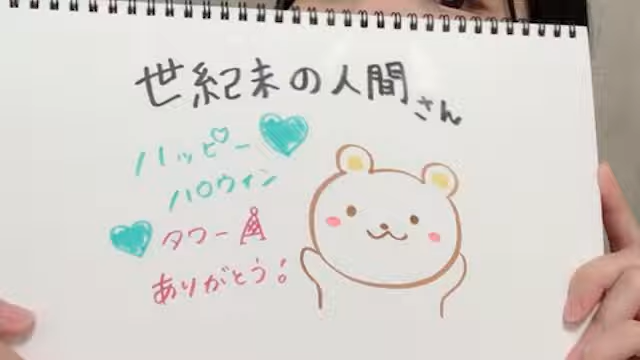 世紀末の人間さん
ハッピー
ハロウィン
タワー
ありがとう!